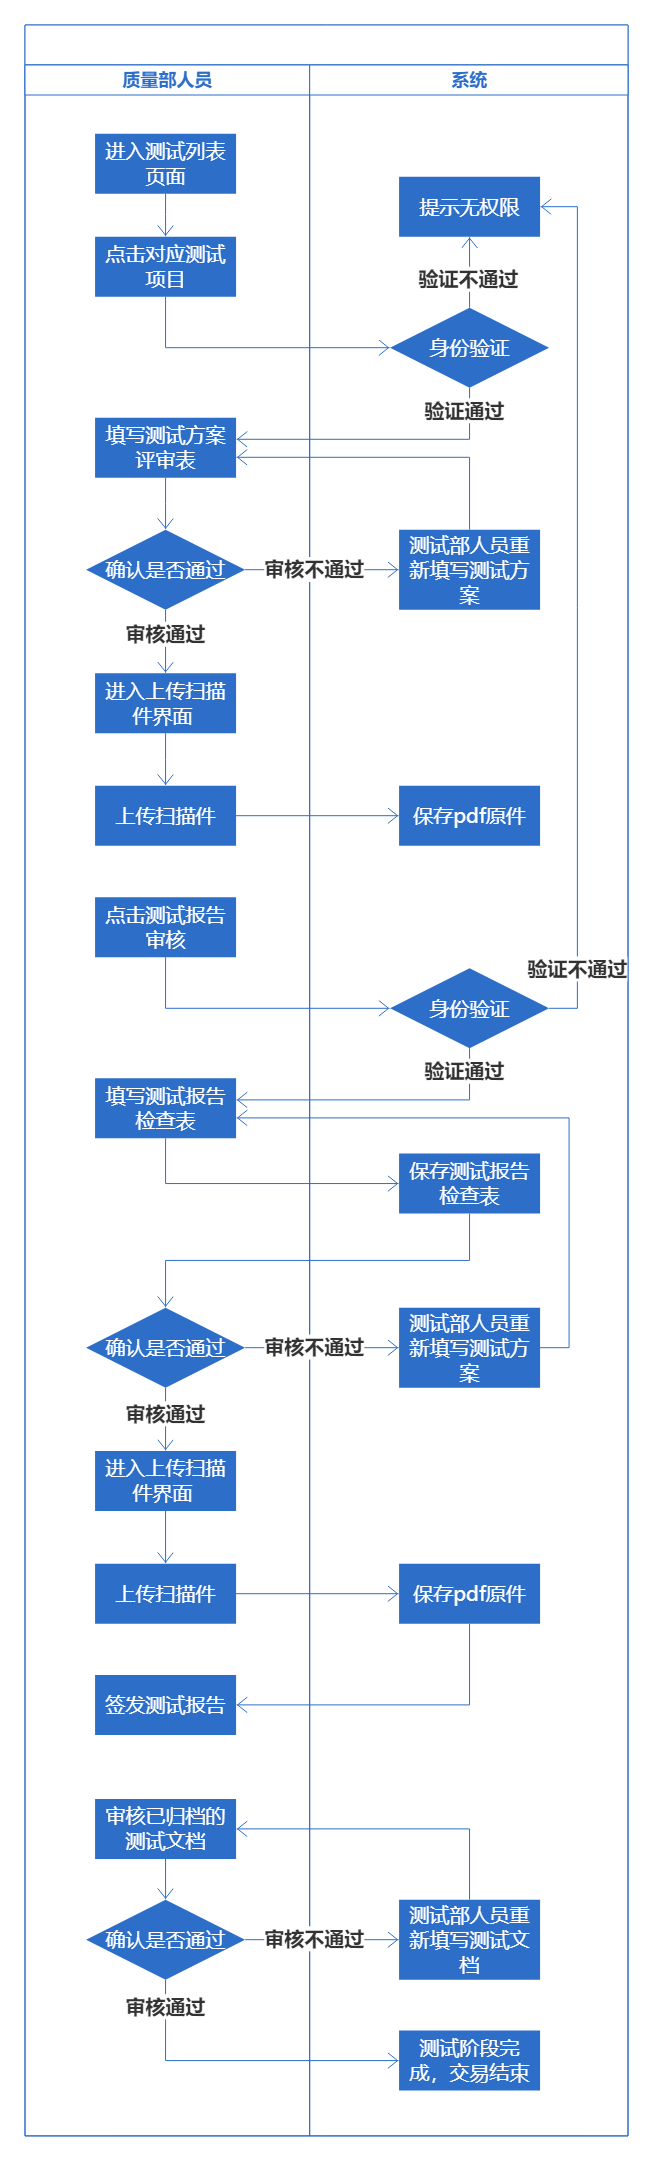 质量部人员
系统
进入测试列表
页面
提示无权限
点击对应测试
项目
验证不通过
身份验证
验证通过
填写测试方案
评审表
确认是否通过
审核不通过
测试部人员重
新填写测试方
案
审核通过
进入上传扫描
件界面
上传扫描件
保存pdf原件
点击测试报告
审核
验证不通过
身份验证
验证通过
填写测试报告
检查表
保存测试报告
检查表
确认是否通过
审核不通过
测试部人员重
新填写测试方
案
审核通过
进入上传扫描
件界面
上传扫描件
保存pdf原件
签发测试报告
审核已归档的
测试文档
确认是否通过
审核不通过
测试部人员重
新填写测试文
档
审核通过
测试阶段完
成，交易结束